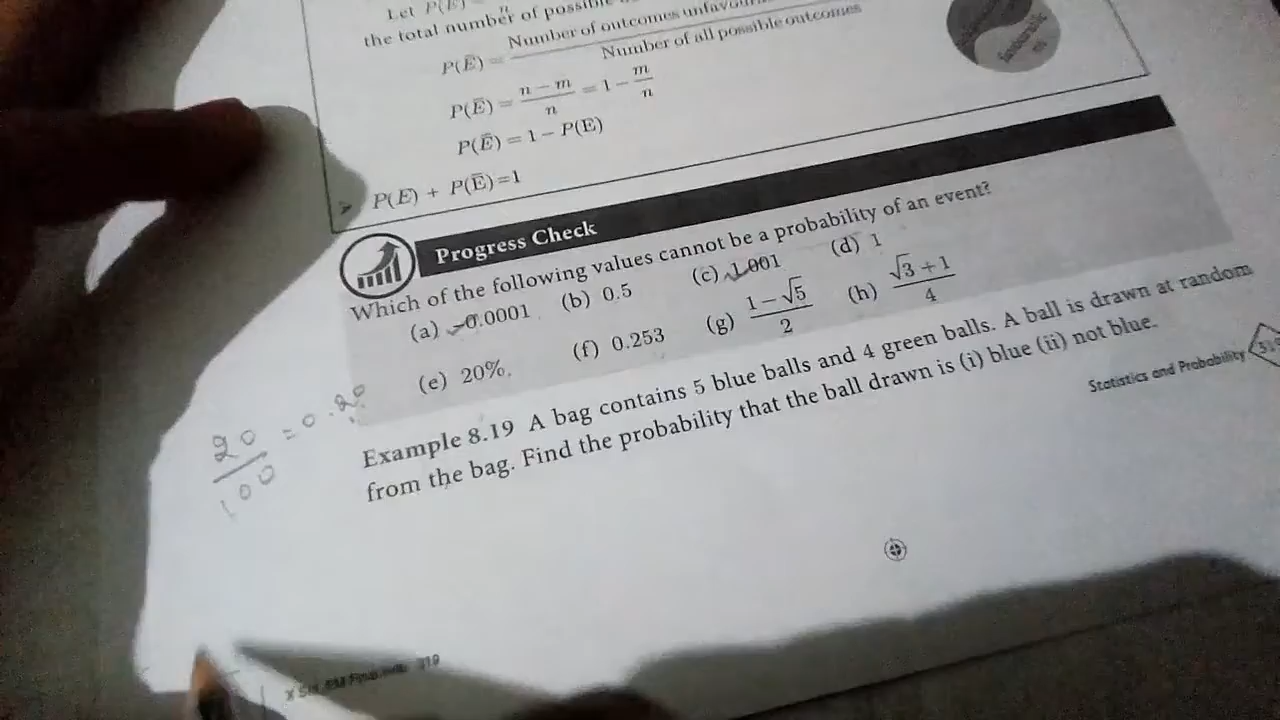 Let P(E)
the total number of possible
P(Ē) = Number of outcomes
Number of all possible outcomes
P(Ē) = n − m / n = 1 − m / n
P(Ē) = 1 − P(E)
➤ P(E) + P(Ē) =1
Progress Check
Which of the following values cannot be a probability of an event?
(a) –0.0001 (b) 0.5 (c) 1.001 (d) 1
(e) 20% (f) 0.253 (g) 1 − √5 / 2 (h) √3 + 1 / 4
20 / 100 = 0.20
Example 8.19 A bag contains 5 blue balls and 4 green balls. A ball is drawn at random
from the bag. Find the probability that the ball drawn is (i) blue (ii) not blue.
Statistics and Probability